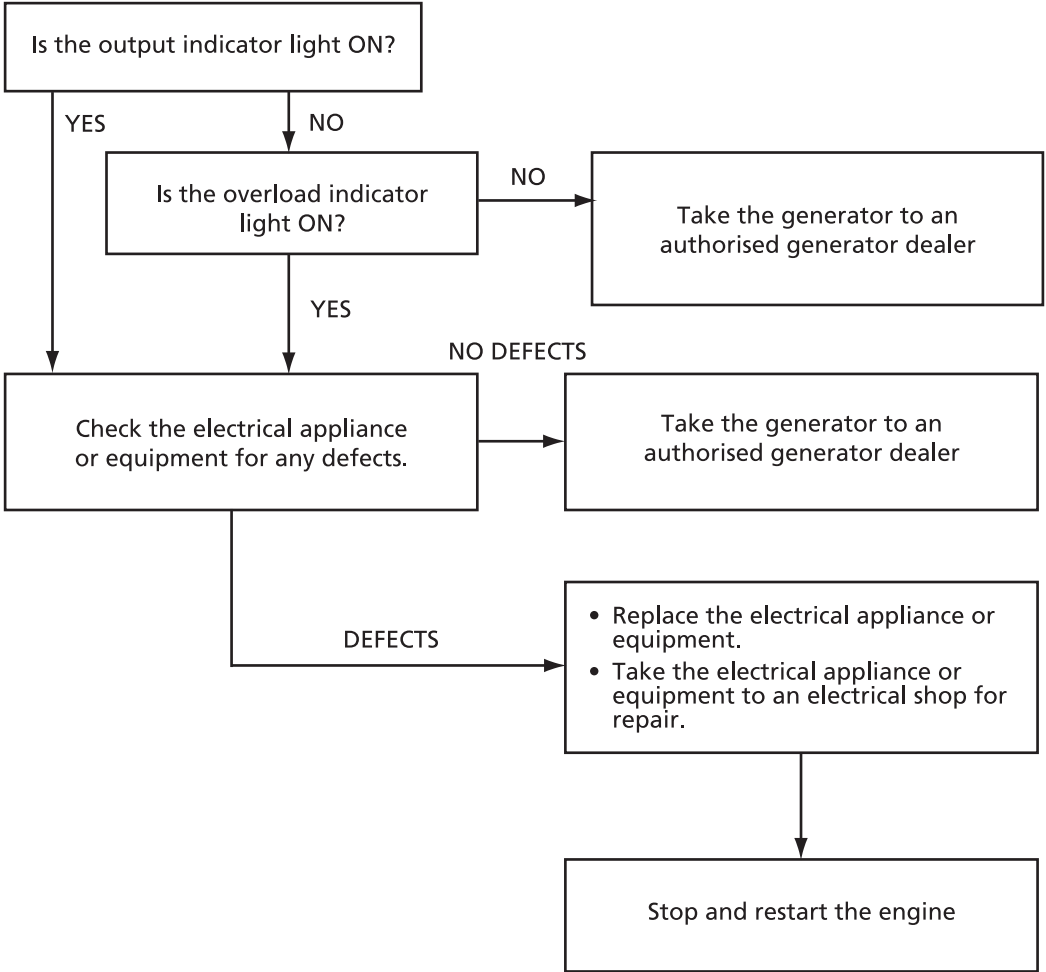 Is the output indicator light ON?
YES
NO
Is the overload indicator
light ON?
NO
Take the generator to an
authorised generator dealer
YES
NO DEFECTS
Check the electrical appliance
or equipment for any defects.
Take the generator to an
authorised generator dealer
DEFECTS
• Replace the electrical appliance or
equipment.
• Take the electrical appliance or
equipment to an electrical shop for
repair.
Stop and restart the engine